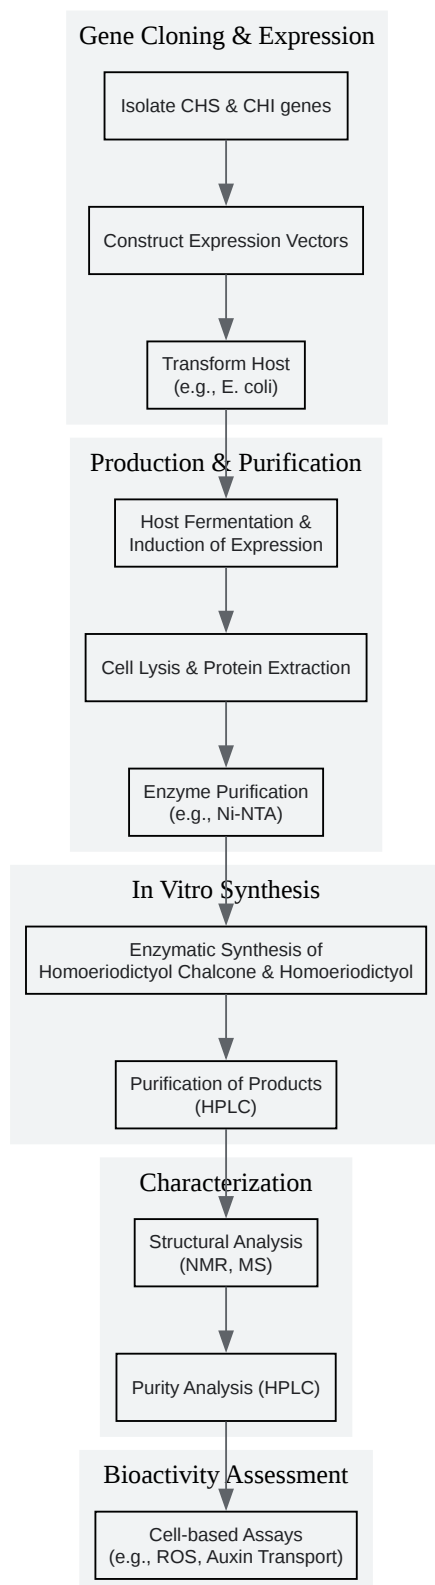 Gene Cloning & Expression
Isolate CHS & CHI genes
Construct Expression Vectors
Transform Host
(e.g., E. coli)
Production & Purification
Host Fermentation &
Induction of Expression
Cell Lysis & Protein Extraction
Enzyme Purification
(e.g., Ni-NTA)
In Vitro Synthesis
Enzymatic Synthesis of
Homoeriodictyol Chalcone & Homoeriodictyol
Purification of Products
(HPLC)
Characterization
Structural Analysis
(NMR, MS)
Purity Analysis (HPLC)
Bioactivity Assessment
Cell-based Assays
(e.g., ROS, Auxin Transport)